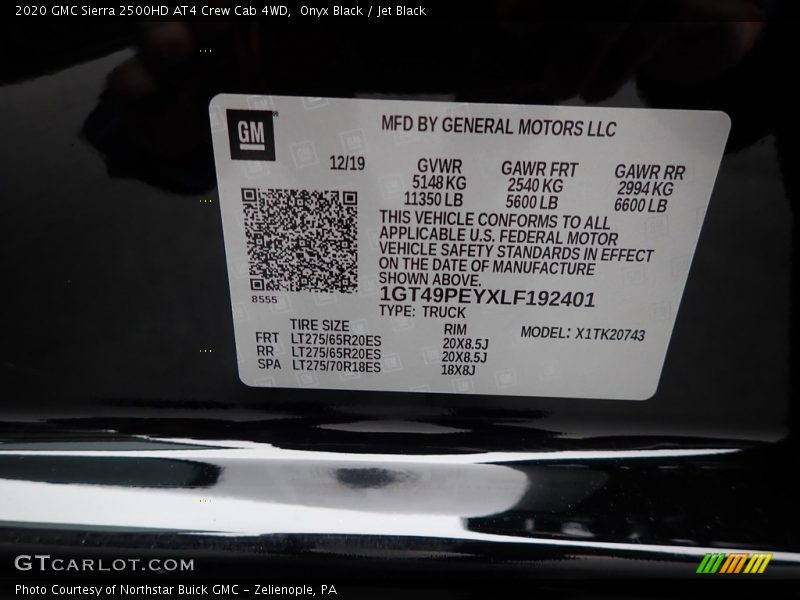 2020 GMC Sierra 2500HD AT4 Crew Cab 4WD,  Onyx Black / Jet Black
GM
MFD BY GENERAL MOTORS LLC
12/19
GVWR GAWR FRT GAWR RR
5148 KG 2540 KG 2994 KG
11350 LB 5600 LB 6600 LB
THIS VEHICLE CONFORMS TO ALL
APPLICABLE U.S. FEDERAL MOTOR
VEHICLE SAFETY STANDARDS IN EFFECT
ON THE DATE OF MANUFACTURE
SHOWN ABOVE.
8555
1GT49PEYXLF192401
TYPE: TRUCK
TIRE SIZE RIM MODEL: X1TK20743
FRT LT275/65R20ES 20X8.5J
RR LT275/65R20ES 20X8.5J
SPA LT275/70R18ES 18X8J
GTCARLOT.COM
Photo Courtesy of Northstar Buick GMC - Zelienople, PA